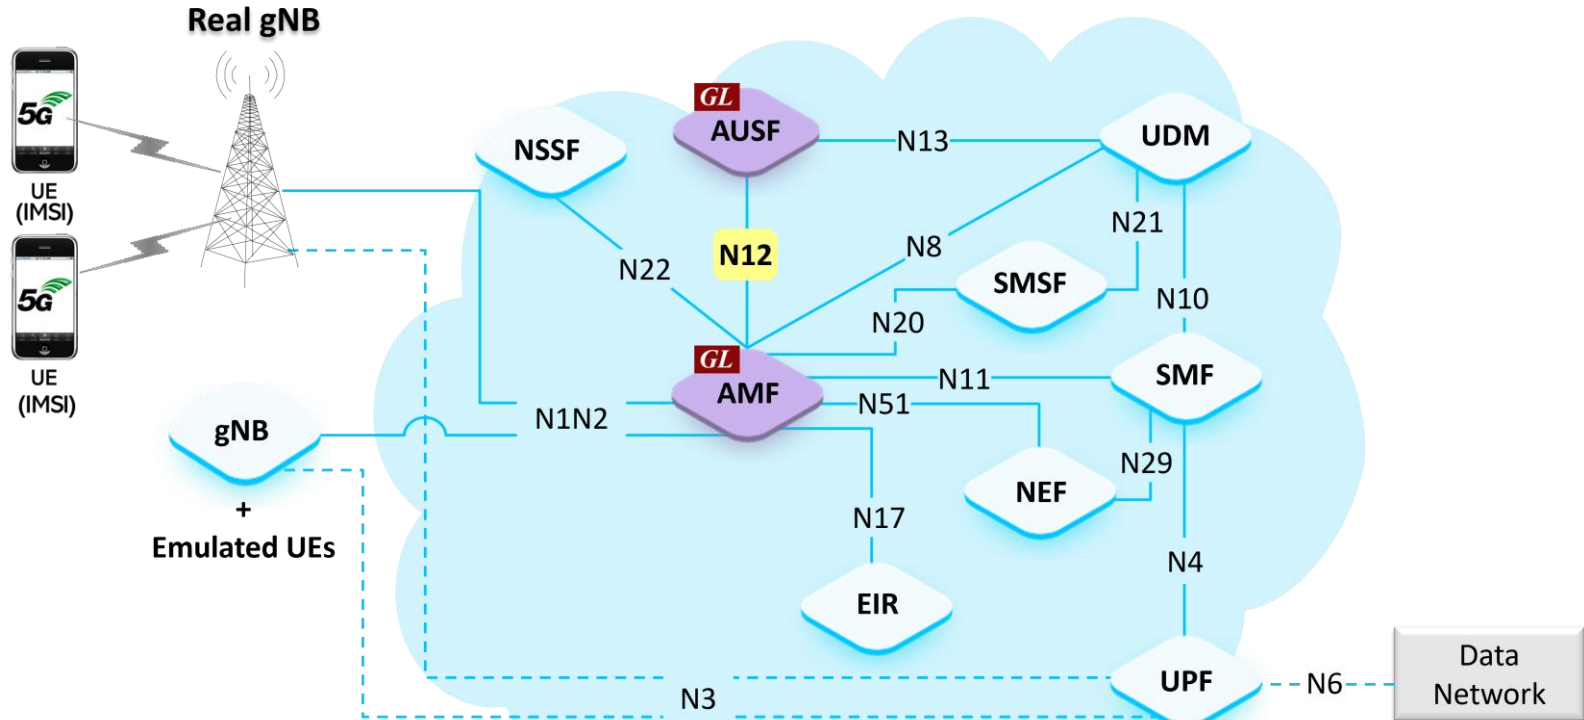 Real gNB
5G
UE
(IMSI)
5G
UE
(IMSI)
GL
AUSF
NSSF
UDM
N13
N12
N8
N22
N21
SMSF
N20
N10
GL
AMF
SMF
N11
N51
N1N2
gNB
+
Emulated UEs
N29
NEF
N17
N4
EIR
UPF
N3
N6
Data
Network